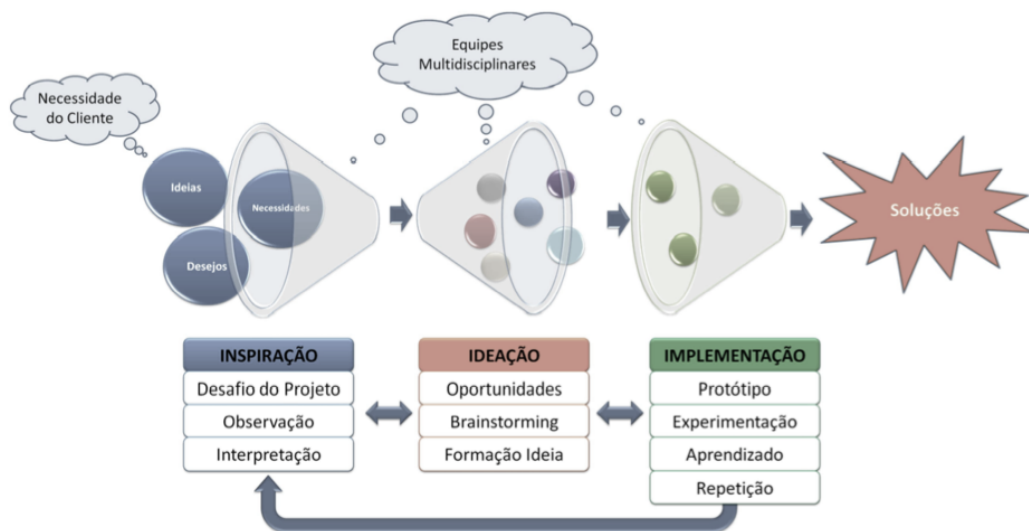 Equipes
Multidisciplinares
Necessidade
do Cliente
Ideias
Necessidades
Desejos
Soluções
INSPIRAÇÃO
Desafio do Projeto
Observação
Interpretação
IDEAÇÃO
Oportunidades
Brainstorming
Formação Ideia
IMPLEMENTAÇÃO
Protótipo
Experimentação
Aprendizado
Repetição